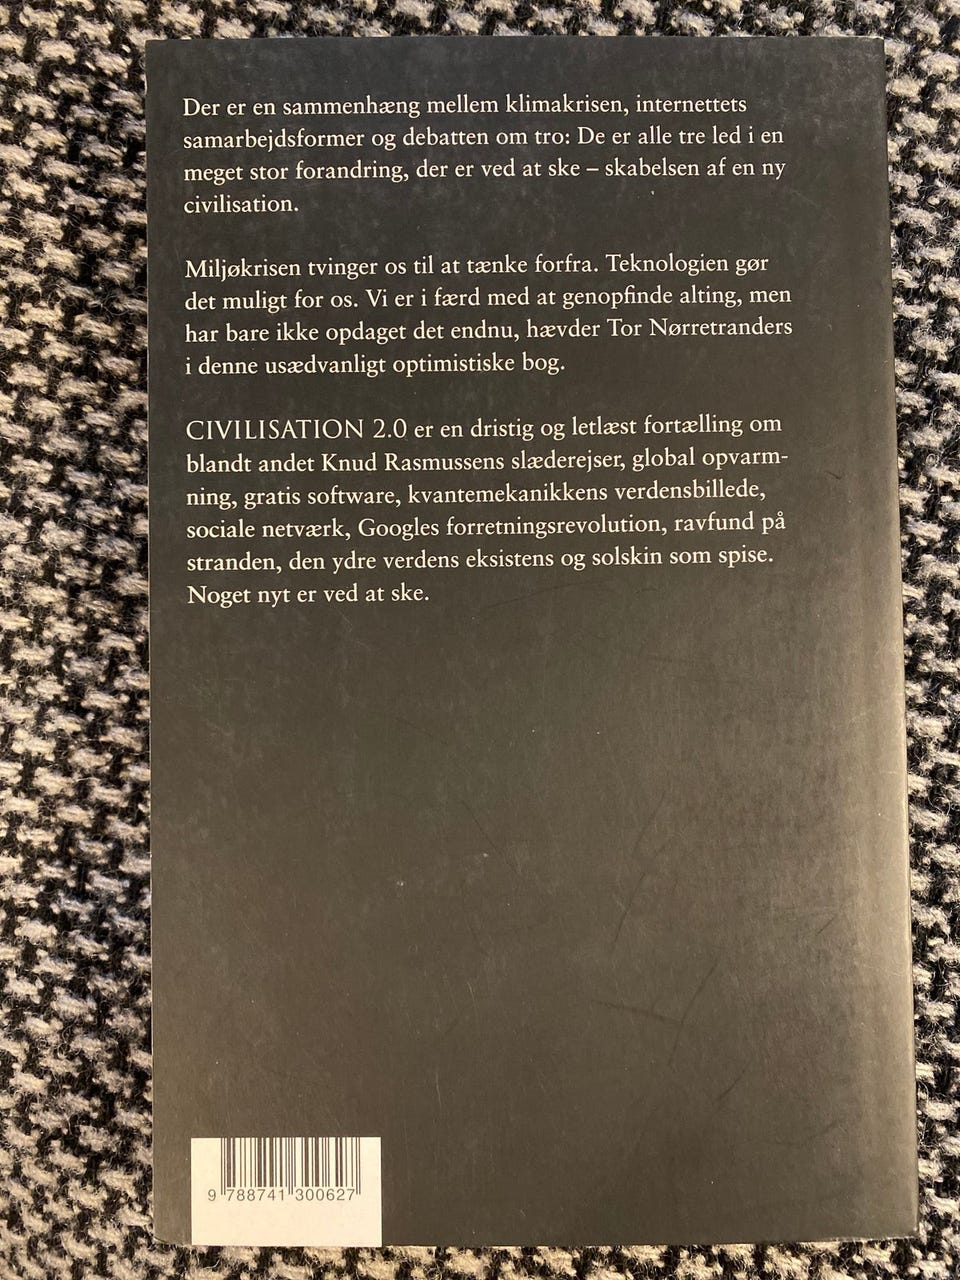 Der er en sammenhæng mellem klimakrisen, internettets
samarbejdsformer og debatten om tro: De er alle tre led i en
meget stor forandring, der er ved at ske – skabelsen af en ny
civilisation.
Miljøkrisen tvinger os til at tænke forfra. Teknologien gør
det muligt for os. Vi er i færd med at genopfinde alting, men
har bare ikke opdaget det endnu, hævder Tor Nørretranders
i denne usædvanligt optimistiske bog.
CIVILISATION 2.0 er en dristig og letlæst fortælling om
blandt andet Knud Rasmussens slæderejser, global opvarm-
ning, gratis software, kvantemekanikkens verdensbillede,
sociale netværk, Googles forretningsrevolution, ravfund på
stranden, den ydre verdens eksistens og solskin som spise.
Noget nyt er ved at ske.
9 788741 300627